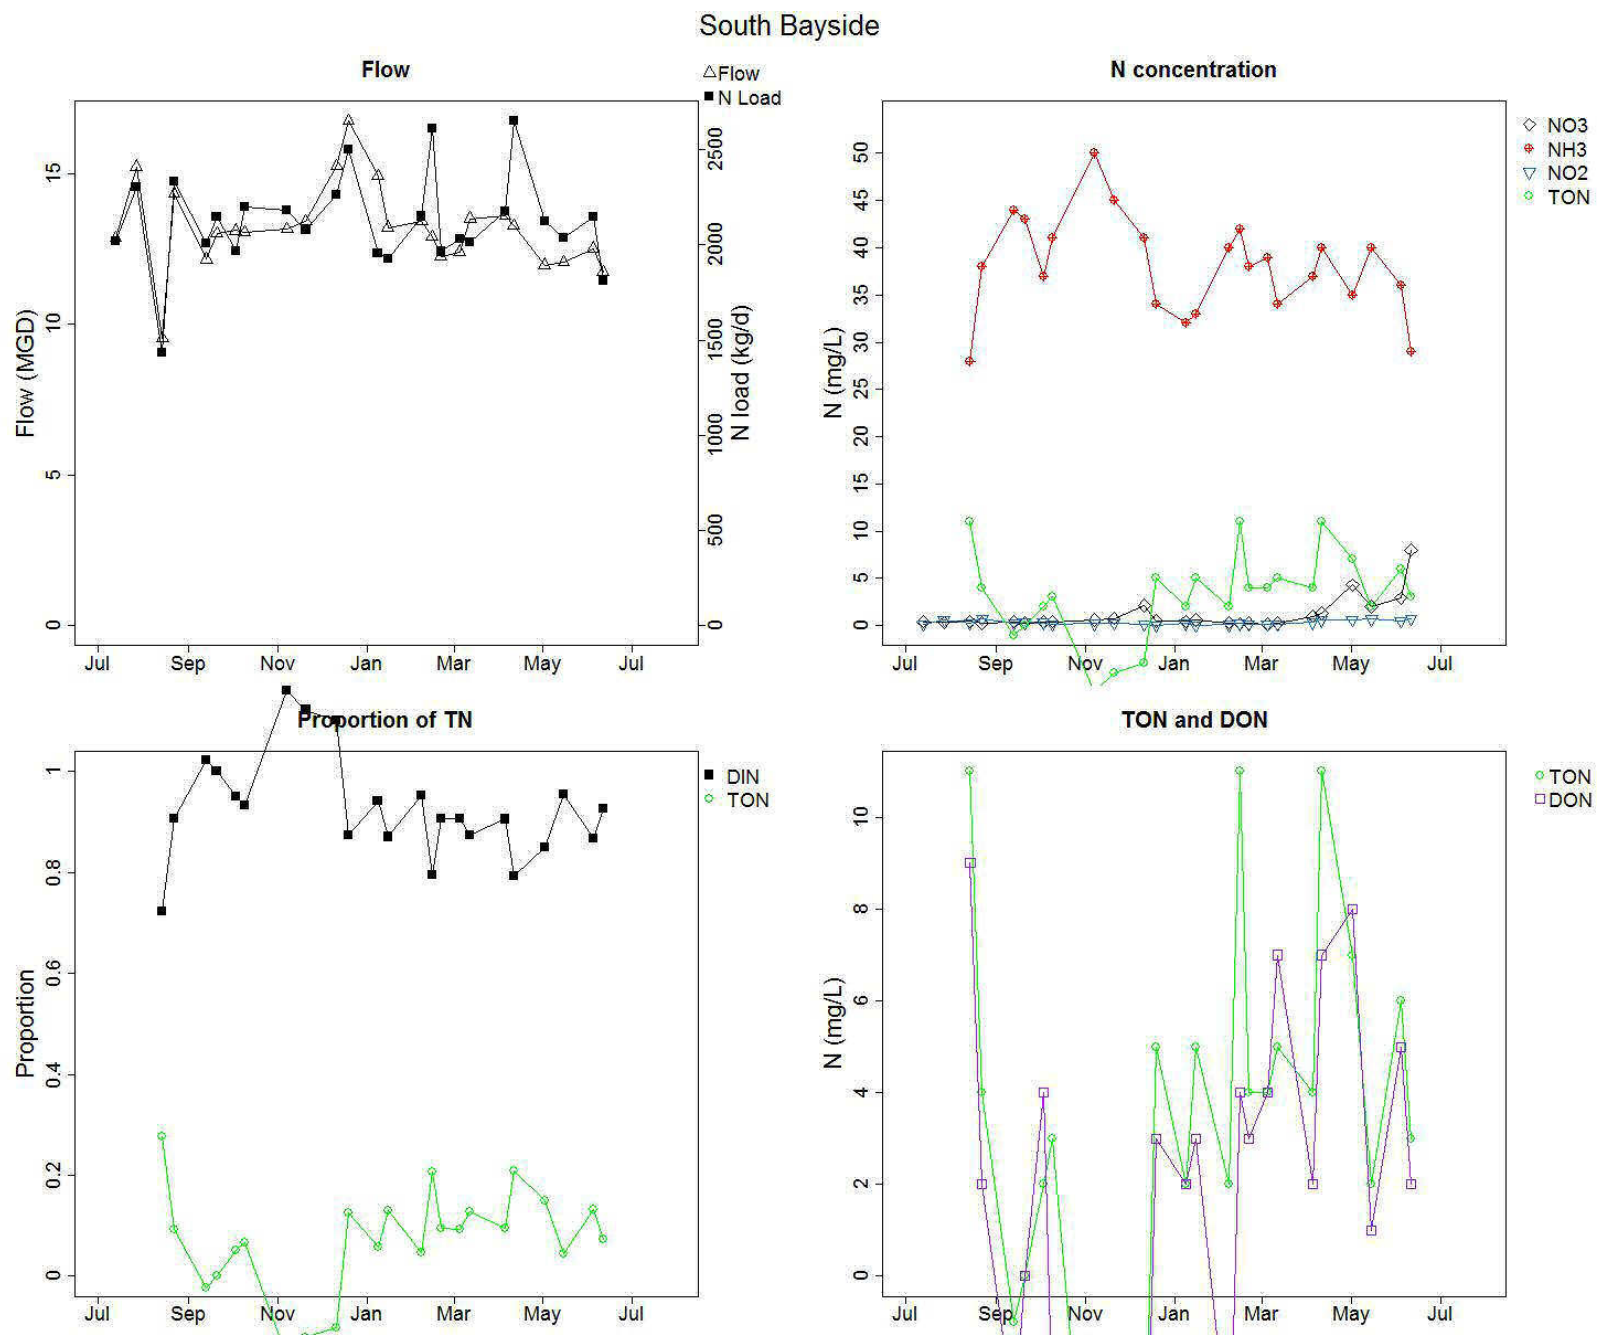 South Bayside
Flow
Flow
N Load
15
10
5
0
Flow (MGD)
2500
2000
1500
1000
500
0
N load (kg/d)
Jul Sep Nov Jan Mar May Jul
N concentration
NO3
NH3
NO2
TON
50
45
40
35
30
25
20
15
10
5
0
N (mg/L)
Jul Sep Nov Jan Mar May Jul
Proportion of TN
DIN
TON
1
0.8
0.6
0.4
0.2
0
Proportion
Jul Sep Nov Jan Mar May Jul
TON and DON
TON
DON
10
8
6
4
2
0
N (mg/L)
Jul Sep Nov Jan Mar May Jul